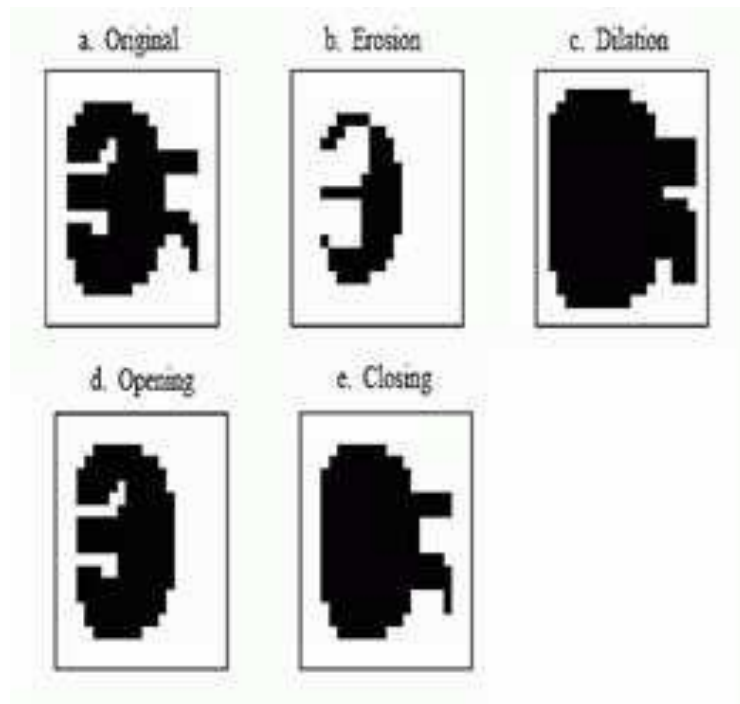 a. Original
b. Erosion
c. Dilation
d. Opening
e. Closing